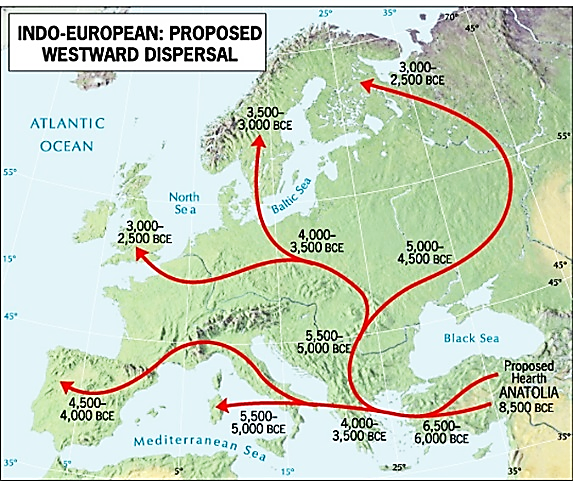 INDO-EUROPEAN: PROPOSED
WESTWARD DISPERSAL
25°
35°
70°
45°
3,000–
2,500 BCE
3,500–
3,000 BCE
55°
ATLANTIC
OCEAN
55°
North
Sea
Baltic Sea
3,000–
2,500 BCE
4,000–
3,500 BCE
5,000–
4,500 BCE
15°
45°
45°
45°
5,500–
5,000 BCE
Black Sea
Proposed
Hearth
ANATOLIA
8,500 BCE
4,500–
4,000 BCE
5,500–
5,000 BCE
4,000–
3,500 BCE
6,500–
6,000 BCE
Mediterranean Sea
35°
5°
5°
15°
25°
35°
35°